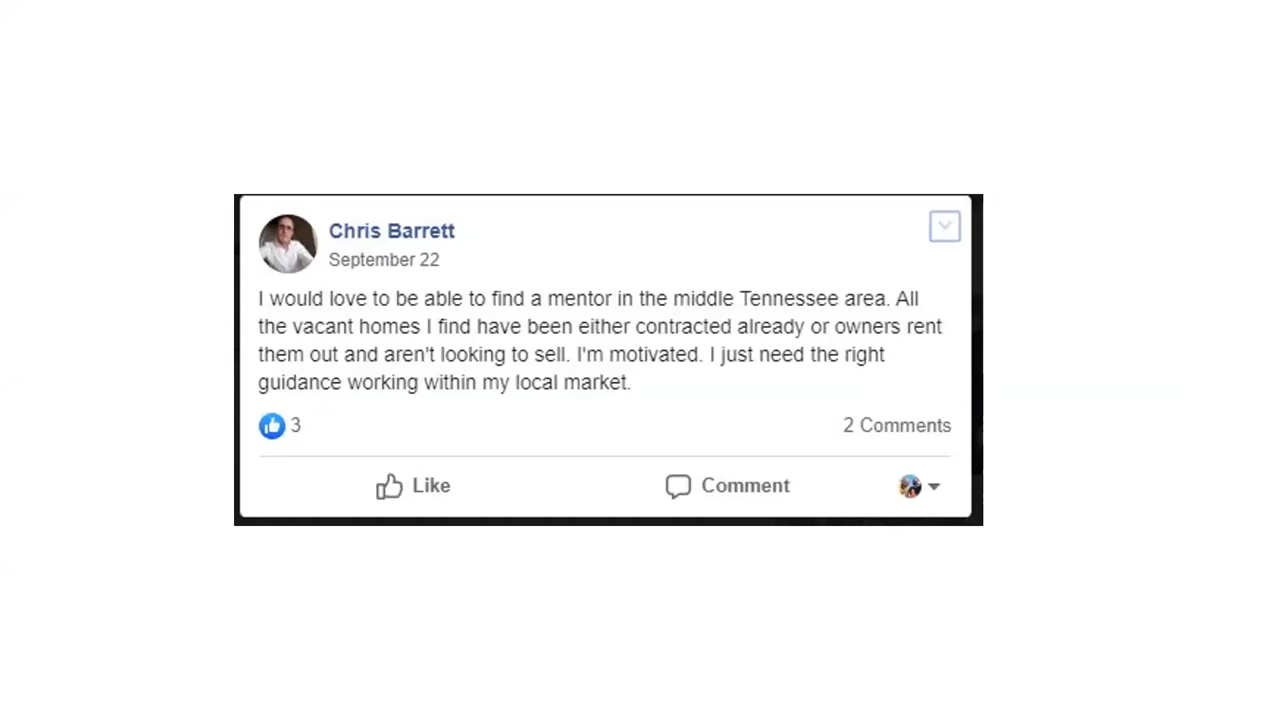 Chris Barrett
September 22
I would love to be able to find a mentor in the middle Tennessee area. All
the vacant homes I find have been either contracted already or owners rent
them out and aren't looking to sell. I'm motivated. I just need the right
guidance working within my local market.
3
2 Comments
Like
Comment